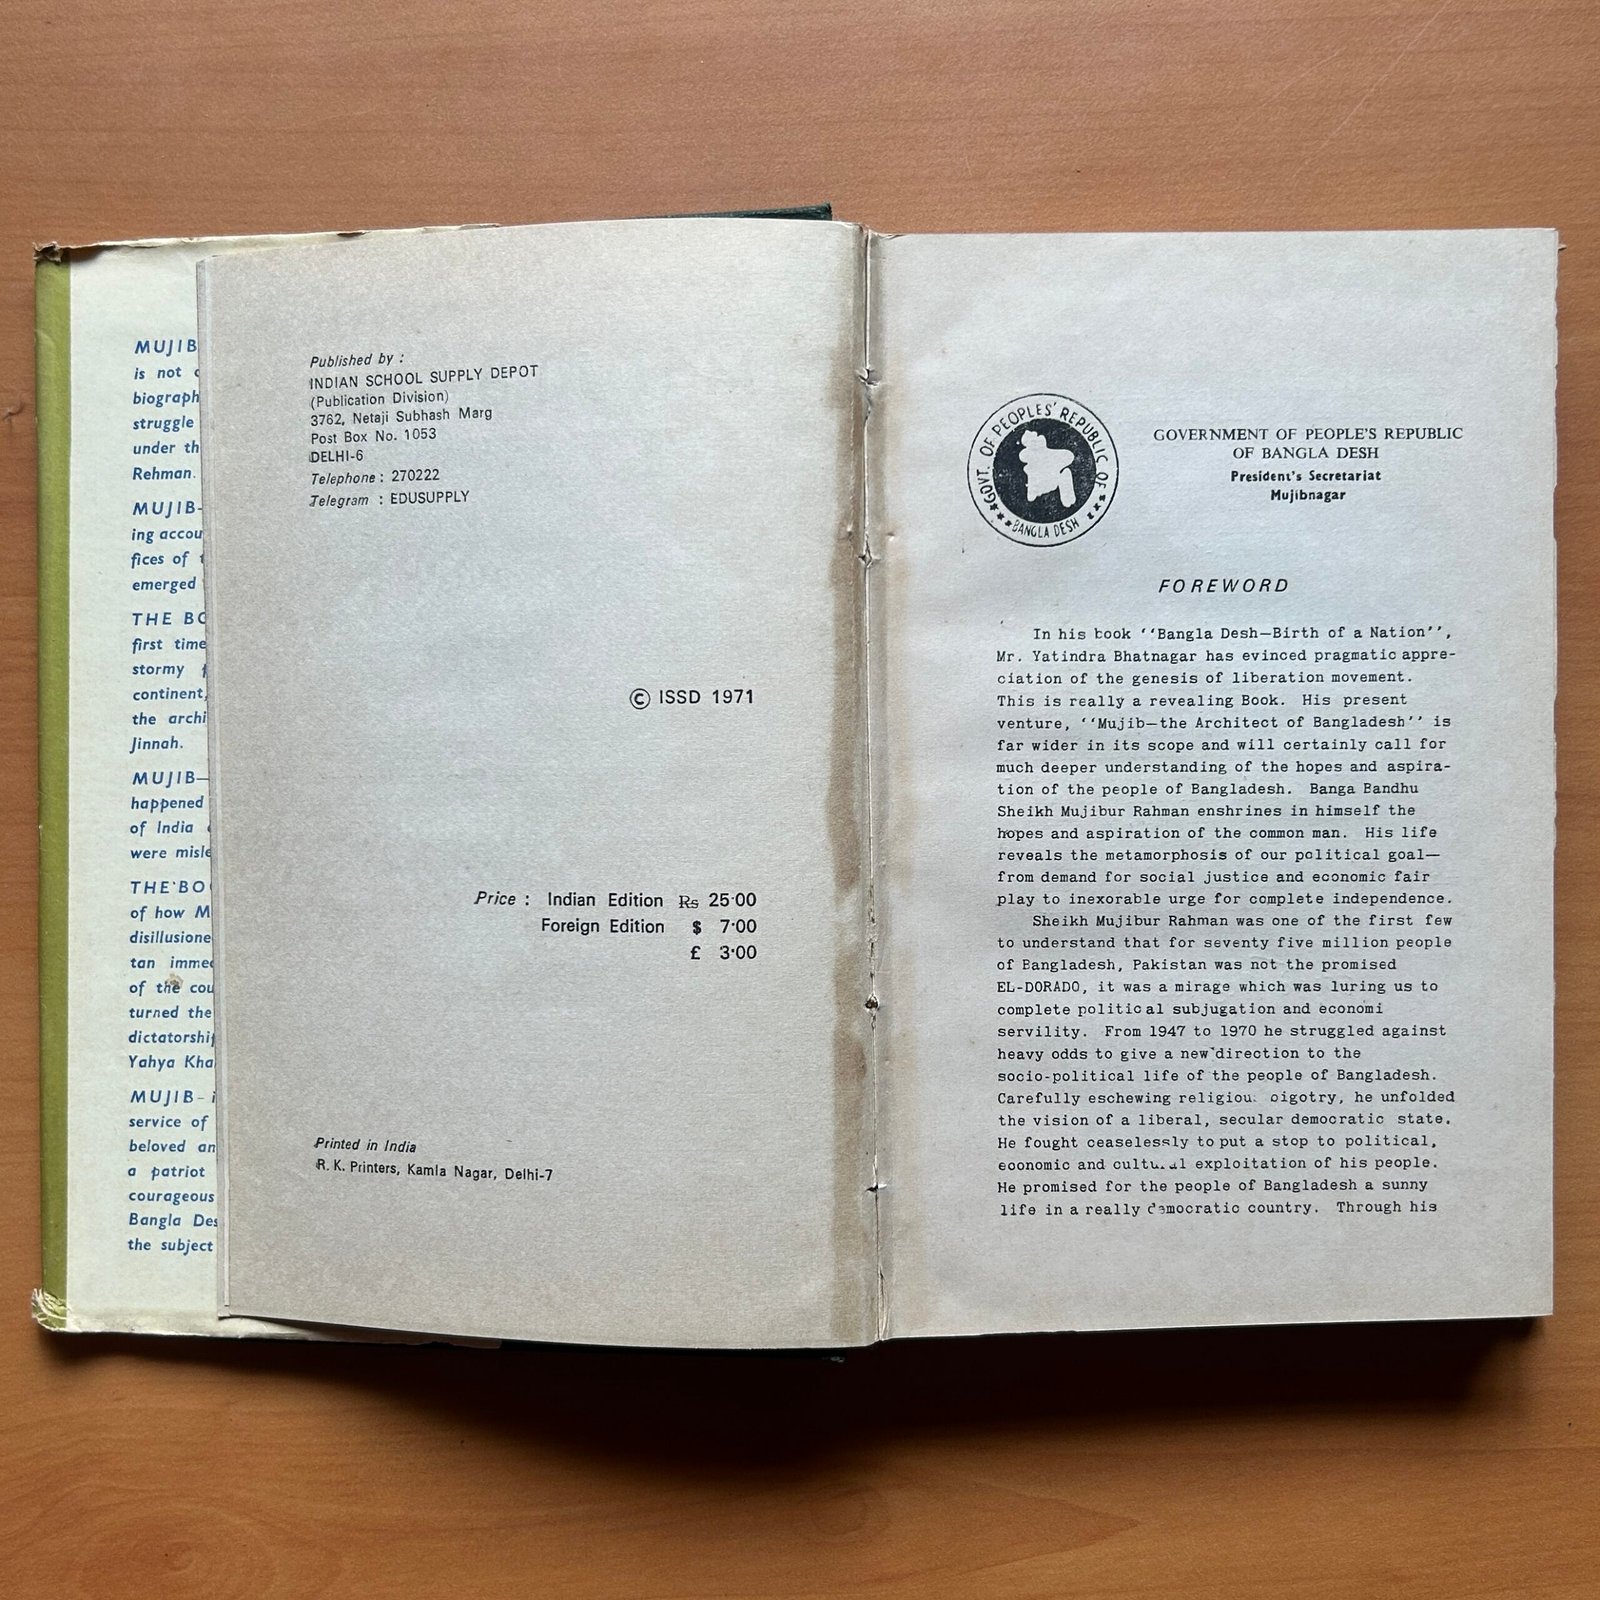 MUJIB
is not
biograph
struggle
under th
Rehman.
MUJIB-
ing accou
fices of
emerged
THE BO
first time
stormy
continent,
the archi
Jinnah.
MUJIB—
happened
of India
were misle
THE BO
of how M
disillusione
tan imme
of the cou
turned the
dictatorship
Yahya Kha
MUJIB- i
service of
beloved an
a patriot
courageous
Bangla Des
the subject
Published by :
INDIAN SCHOOL SUPPLY DEPOT
(Publication Division)
3762, Netaji Subhash Marg
Post Box No. 1053
DELHI-6
Telephone : 270222
Telegram : EDUSUPPLY
© ISSD 1971
Price : Indian Edition Rs 25·00
Foreign Edition $ 7·00
£ 3·00
Printed in India
R. K. Printers, Kamla Nagar, Delhi-7
GOVT. OF PEOPLES' REPUBLIC OF
BANGLA DESH
GOVERNMENT OF PEOPLE'S REPUBLIC
OF BANGLA DESH
President's Secretariat
Mujibnagar
FOREWORD
In his book ‘‘Bangla Desh—Birth of a Nation’’,
Mr. Yatindra Bhatnagar has evinced pragmatic appre-
ciation of the genesis of liberation movement.
This is really a revealing Book. His present
venture, ‘‘Mujib—the Architect of Bangladesh’’ is
far wider in its scope and will certainly call for
much deeper understanding of the hopes and aspira-
tion of the people of Bangladesh. Banga Bandhu
Sheikh Mujibur Rahman enshrines in himself the
hopes and aspiration of the common man. His life
reveals the metamorphosis of our political goal—
from demand for social justice and economic fair
play to inexorable urge for complete independence.
Sheikh Mujibur Rahman was one of the first few
to understand that for seventy five million people
of Bangladesh, Pakistan was not the promised
EL-DORADO, it was a mirage which was luring us to
complete political subjugation and economi
servility. From 1947 to 1970 he struggled against
heavy odds to give a new direction to the
socio-political life of the people of Bangladesh.
Carefully eschewing religiou. bigotry, he unfolded
the vision of a liberal, secular democratic state.
He fought ceaselessly to put a stop to political,
economic and cultural exploitation of his people.
He promised for the people of Bangladesh a sunny
life in a really democratic country. Through his